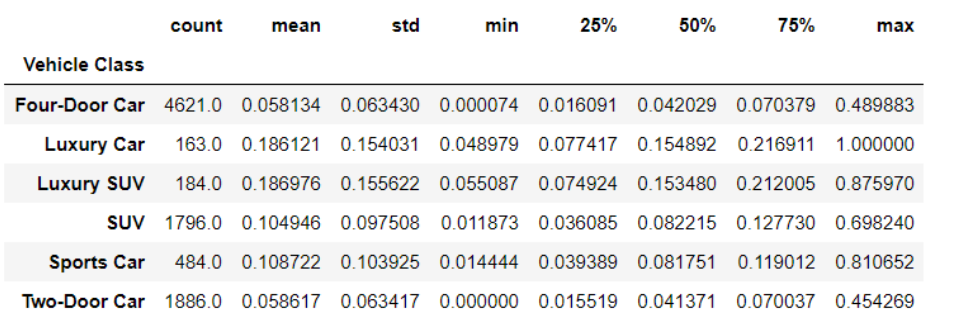 count mean std min 25% 50% 75% max
Vehicle Class
Four-Door Car 4621.0 0.058134 0.063430 0.000074 0.016091 0.042029 0.070379 0.489883
Luxury Car 163.0 0.186121 0.154031 0.048979 0.077417 0.154892 0.216911 1.000000
Luxury SUV 184.0 0.186976 0.155622 0.055087 0.074924 0.153480 0.212005 0.875970
SUV 1796.0 0.104946 0.097508 0.011873 0.036085 0.082215 0.127730 0.698240
Sports Car 484.0 0.108722 0.103925 0.014444 0.039389 0.081751 0.119012 0.810652
Two-Door Car 1886.0 0.058617 0.063417 0.000000 0.015519 0.041371 0.070037 0.454269